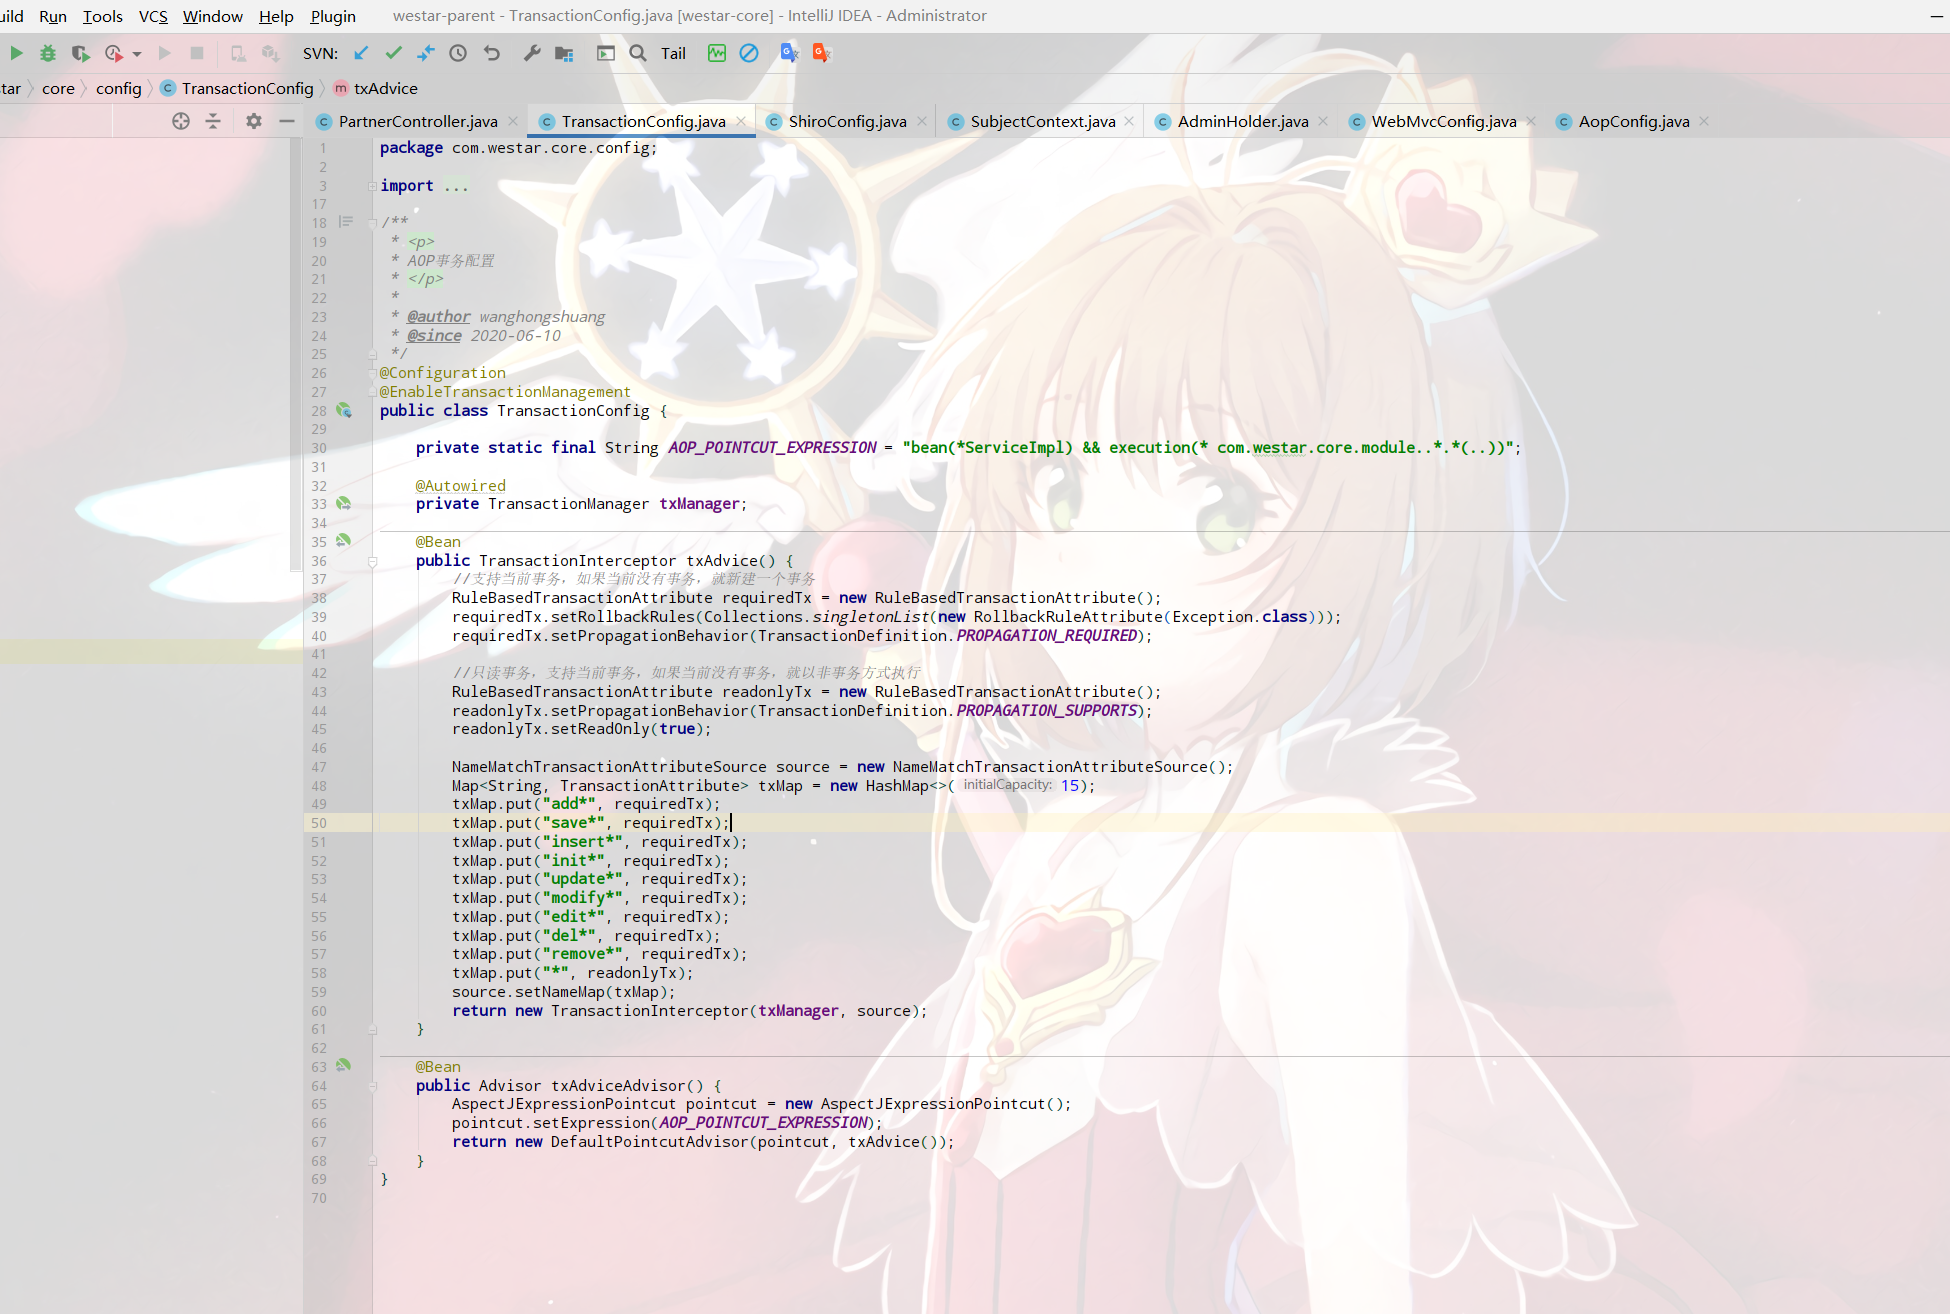 uild Run Tools VCS Window Help Plugin westar-parent - TransactionConfig.java [westar-core] - IntelliJ IDEA - Administrator
SVN: Tail
star core config TransactionConfig txAdvice
PartnerController.java TransactionConfig.java ShiroConfig.java SubjectContext.java AdminHolder.java WebMvcConfig.java AopConfig.java
1 package com.westar.core.config;
2
3 import ...
17
18 /**
19 * <p>
20 * AOP事务配置
21 * </p>
22 *
23 * @author wanghongshuang
24 * @since 2020-06-10
25 */
26 @Configuration
27 @EnableTransactionManagement
28 public class TransactionConfig {
29
30 private static final String AOP_POINTCUT_EXPRESSION = "bean(*ServiceImpl) && execution(* com.westar.core.module..*.*(..))";
31
32 @Autowired
33 private TransactionManager txManager;
34
35 @Bean
36 public TransactionInterceptor txAdvice() {
37 //支持当前事务，如果当前没有事务，就新建一个事务
38 RuleBasedTransactionAttribute requiredTx = new RuleBasedTransactionAttribute();
39 requiredTx.setRollbackRules(Collections.singletonList(new RollbackRuleAttribute(Exception.class)));
40 requiredTx.setPropagationBehavior(TransactionDefinition.PROPAGATION_REQUIRED);
41
42 //只读事务，支持当前事务，如果当前没有事务，就以非事务方式执行
43 RuleBasedTransactionAttribute readonlyTx = new RuleBasedTransactionAttribute();
44 readonlyTx.setPropagationBehavior(TransactionDefinition.PROPAGATION_SUPPORTS);
45 readonlyTx.setReadOnly(true);
46
47 NameMatchTransactionAttributeSource source = new NameMatchTransactionAttributeSource();
48 Map<String, TransactionAttribute> txMap = new HashMap<>( initialCapacity: 15);
49 txMap.put("add*", requiredTx);
50 txMap.put("save*", requiredTx);
51 txMap.put("insert*", requiredTx);
52 txMap.put("init*", requiredTx);
53 txMap.put("update*", requiredTx);
54 txMap.put("modify*", requiredTx);
55 txMap.put("edit*", requiredTx);
56 txMap.put("del*", requiredTx);
57 txMap.put("remove*", requiredTx);
58 txMap.put("*", readonlyTx);
59 source.setNameMap(txMap);
60 return new TransactionInterceptor(txManager, source);
61 }
62
63 @Bean
64 public Advisor txAdviceAdvisor() {
65 AspectJExpressionPointcut pointcut = new AspectJExpressionPointcut();
66 pointcut.setExpression(AOP_POINTCUT_EXPRESSION);
67 return new DefaultPointcutAdvisor(pointcut, txAdvice());
68 }
69 }
70